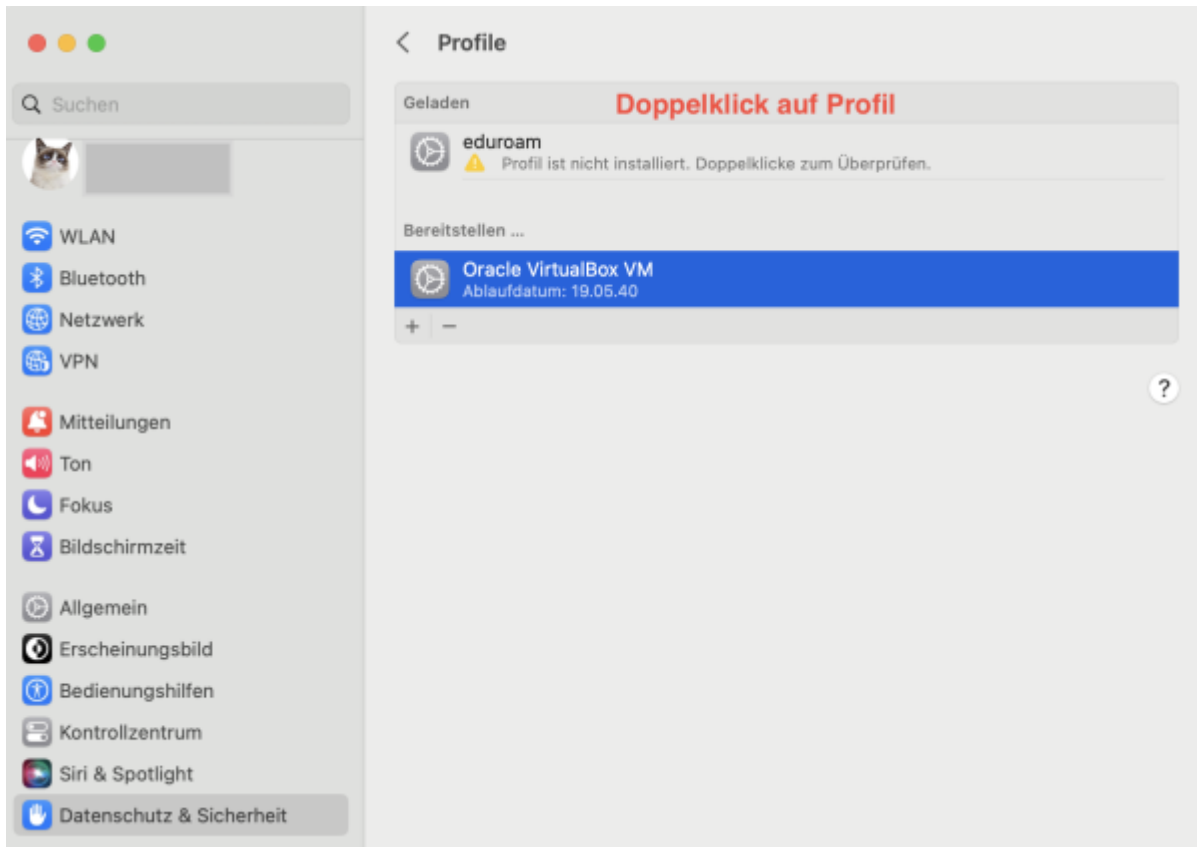 Profile
Suchen
WLAN
Bluetooth
Netzwerk
VPN
Mitteilungen
Ton
Fokus
Bildschirmzeit
Allgemein
Erscheinungsbild
Bedienungshilfen
Kontrollzentrum
Siri & Spotlight
Datenschutz & Sicherheit
Geladen
Doppelklick auf Profil
eduroam
Profil ist nicht installiert. Doppelklicke zum Überprüfen.
Bereitstellen ...
Oracle VirtualBox VM
Ablaufdatum: 19.05.40
+ −
?